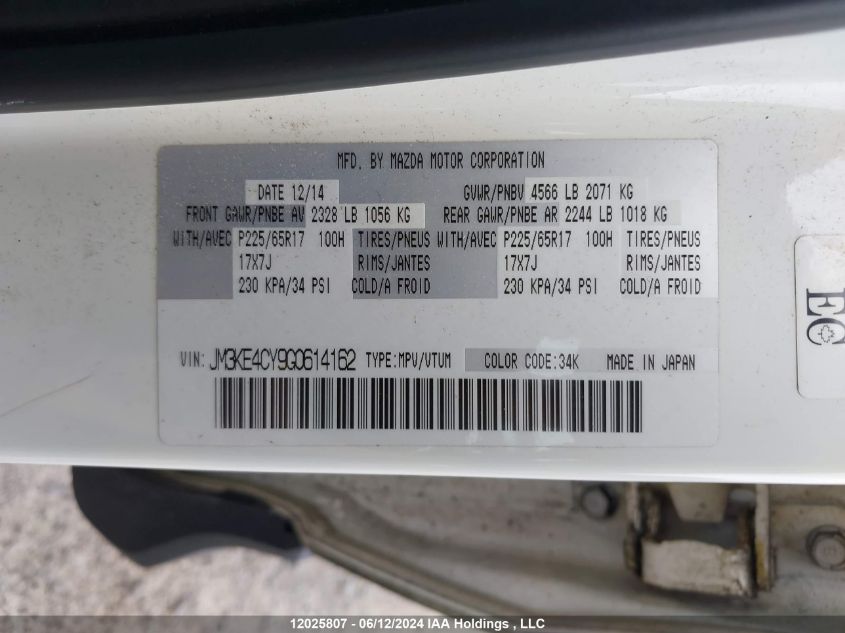 MFD. BY MAZDA MOTOR CORPORATION
DATE 12/14 GVWR/PNBV 4566 LB 2071 KG
FRONT GAWR/PNBE AV 2328 LB 1056 KG REAR GAWR/PNBE AR 2244 LB 1018 KG
WITH/AVEC P225/65R17 100H TIRES/PNEUS WITH/AVEC P225/65R17 100H TIRES/PNEUS
17X7J RIMS/JANTES 17X7J RIMS/JANTES
230 KPA/34 PSI COLD/A FROID 230 KPA/34 PSI COLD/A FROID
VIN: JM3KE4CY9G0614162 TYPE:MPV/VTUM COLOR CODE:34K MADE IN JAPAN
EC
12025807 - 06/12/2024 IAA Holdings , LLC